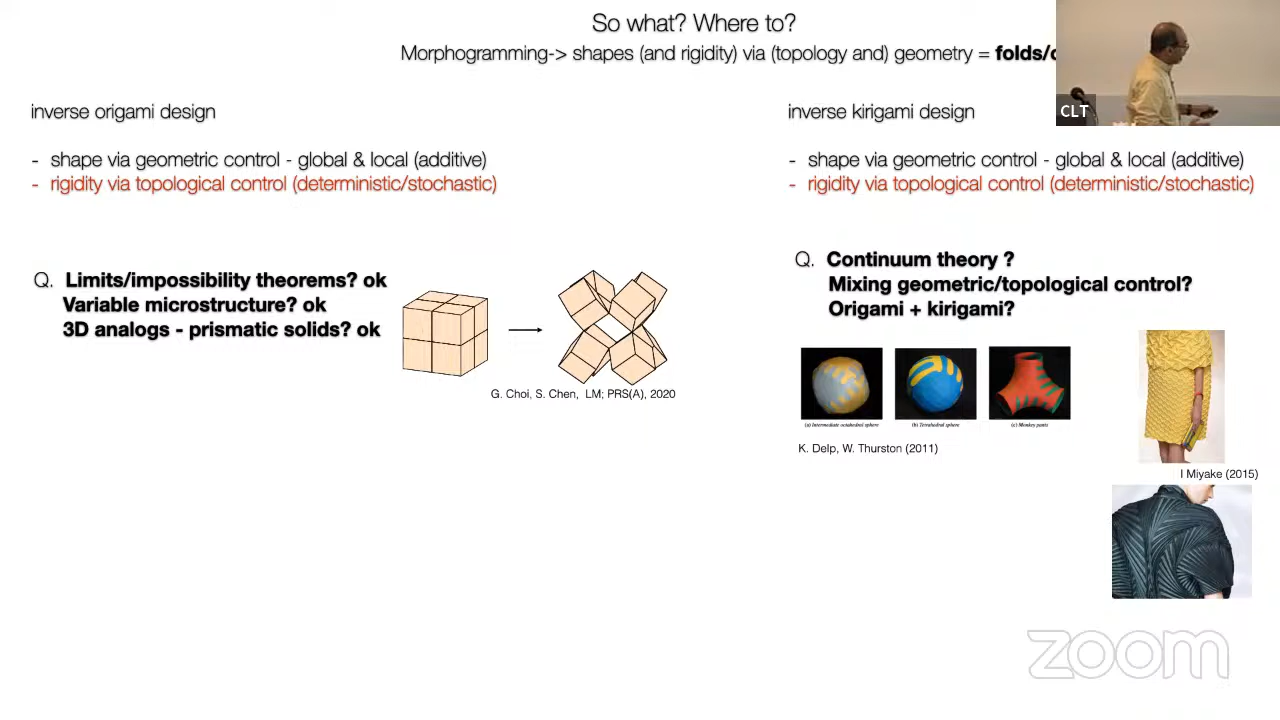 So what? Where to?
Morphogramming-> shapes (and rigidity) via (topology and) geometry = folds/
CLT
inverse origami design
- shape via geometric control - global & local (additive)
- rigidity via topological control (deterministic/stochastic)
Q. Limits/impossibility theorems? ok
Variable microstructure? ok
3D analogs - prismatic solids? ok
G. Choi, S. Chen, LM; PRS(A), 2020
inverse kirigami design
- shape via geometric control - global & local (additive)
- rigidity via topological control (deterministic/stochastic)
Q. Continuum theory ?
Mixing geometric/topological control?
Origami + kirigami?
(a) Intermediate octahedral sphere
(b) Tetrahedral sphere
(c) Monkey pants
K. Delp, W. Thurston (2011)
I Miyake (2015)
zoom